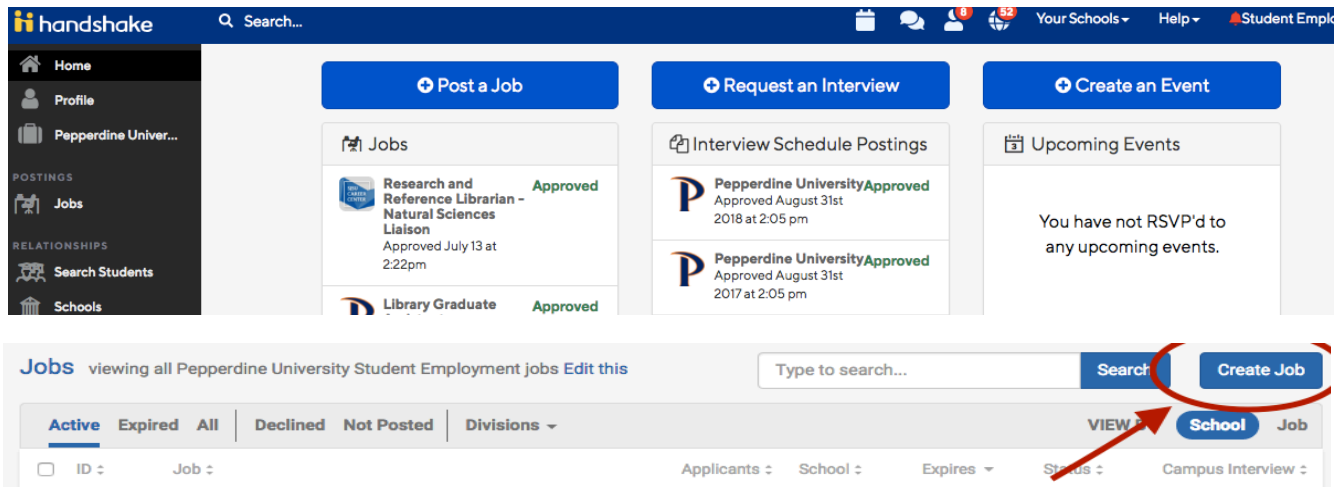 handshake
Search...
8
52
Your Schools
Help
Home
Profile
Pepperdine Univer...
POSTINGS
Jobs
RELATIONSHIPS
Search Students
Schools
Post a Job
Request an Interview
Create an Event
Jobs
Research and
Reference Librarian -
Natural Sciences
Liaison
Approved
Approved July 13 at
2:22pm
Library Graduate
Approved
Interview Schedule Postings
Pepperdine University Approved
Approved August 31st
2018 at 2:05 pm
Pepperdine University Approved
Approved August 31st
2017 at 2:05 pm
3
Upcoming Events
You have not RSVP'd to
any upcoming events.
Jobs viewing all Pepperdine University Student Employment jobs Edit this
Type to search...
Search
Create Job
Active Expired All Declined Not Posted Divisions
VIEW
School Job
ID Job Applicants School Expires Status Campus Interview